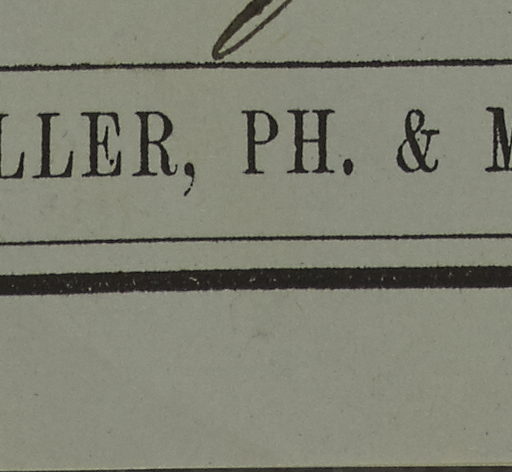 LLER, PH. & M